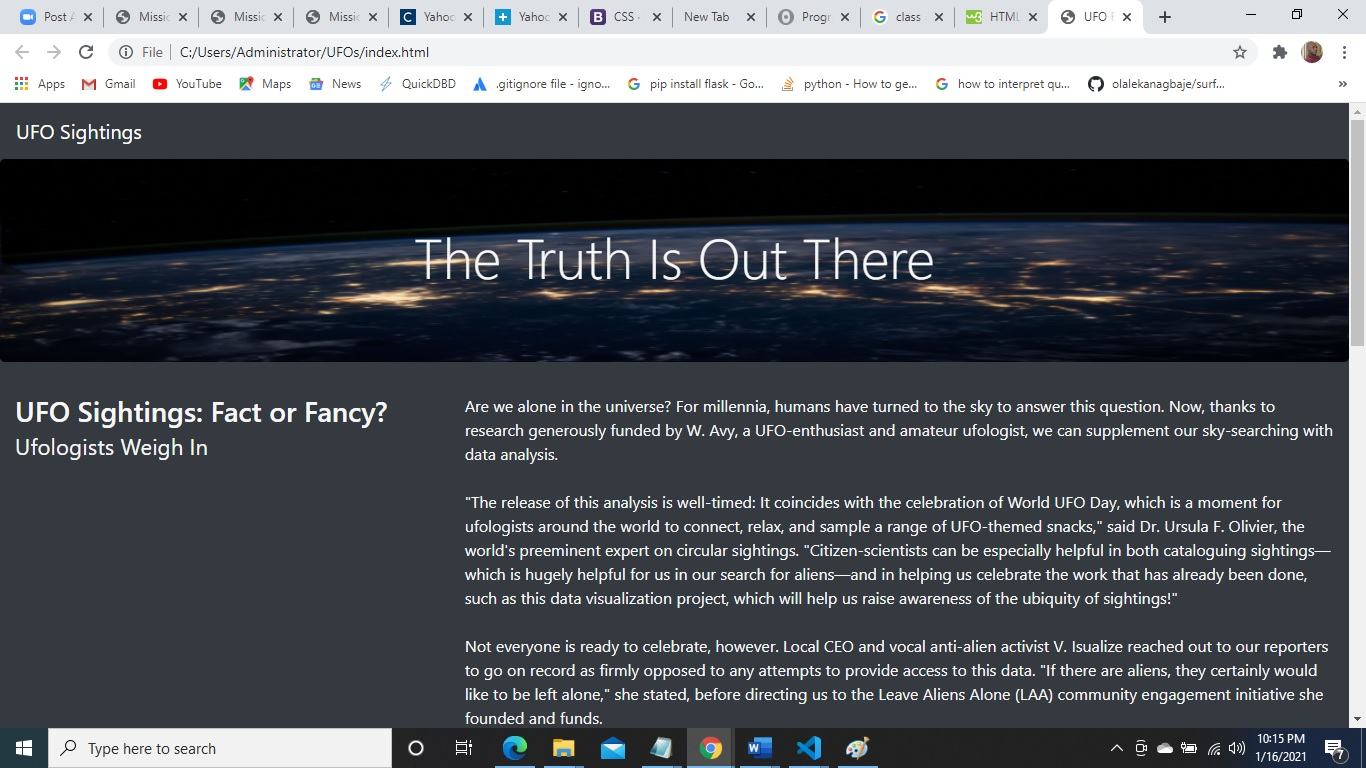 Post A
Missic
Missic
Missic
Yahoo
Yahoo
CSS ·
New Tab
Progr
class
HTML
UFO F
File
C:/Users/Administrator/UFOs/index.html
Apps
Gmail
YouTube
Maps
News
QuickDBD
.gitignore file - igno...
pip install flask - Go...
python - How to ge...
how to interpret qu...
olalekanagbaje/surf...
»
UFO Sightings
The Truth Is Out There
UFO Sightings: Fact or Fancy?
Ufologists Weigh In
Are we alone in the universe? For millennia, humans have turned to the sky to answer this question. Now, thanks to
research generously funded by W. Avy, a UFO-enthusiast and amateur ufologist, we can supplement our sky-searching with
data analysis.
"The release of this analysis is well-timed: It coincides with the celebration of World UFO Day, which is a moment for
ufologists around the world to connect, relax, and sample a range of UFO-themed snacks," said Dr. Ursula F. Olivier, the
world's preeminent expert on circular sightings. "Citizen-scientists can be especially helpful in both cataloguing sightings—
which is hugely helpful for us in our search for aliens—and in helping us celebrate the work that has already been done,
such as this data visualization project, which will help us raise awareness of the ubiquity of sightings!"
Not everyone is ready to celebrate, however. Local CEO and vocal anti-alien activist V. Isualize reached out to our reporters
to go on record as firmly opposed to any attempts to provide access to this data. "If there are aliens, they certainly would
like to be left alone," she stated, before directing us to the Leave Aliens Alone (LAA) community engagement initiative she
founded and funds.
Type here to search
10:15 PM
1/16/2021
7